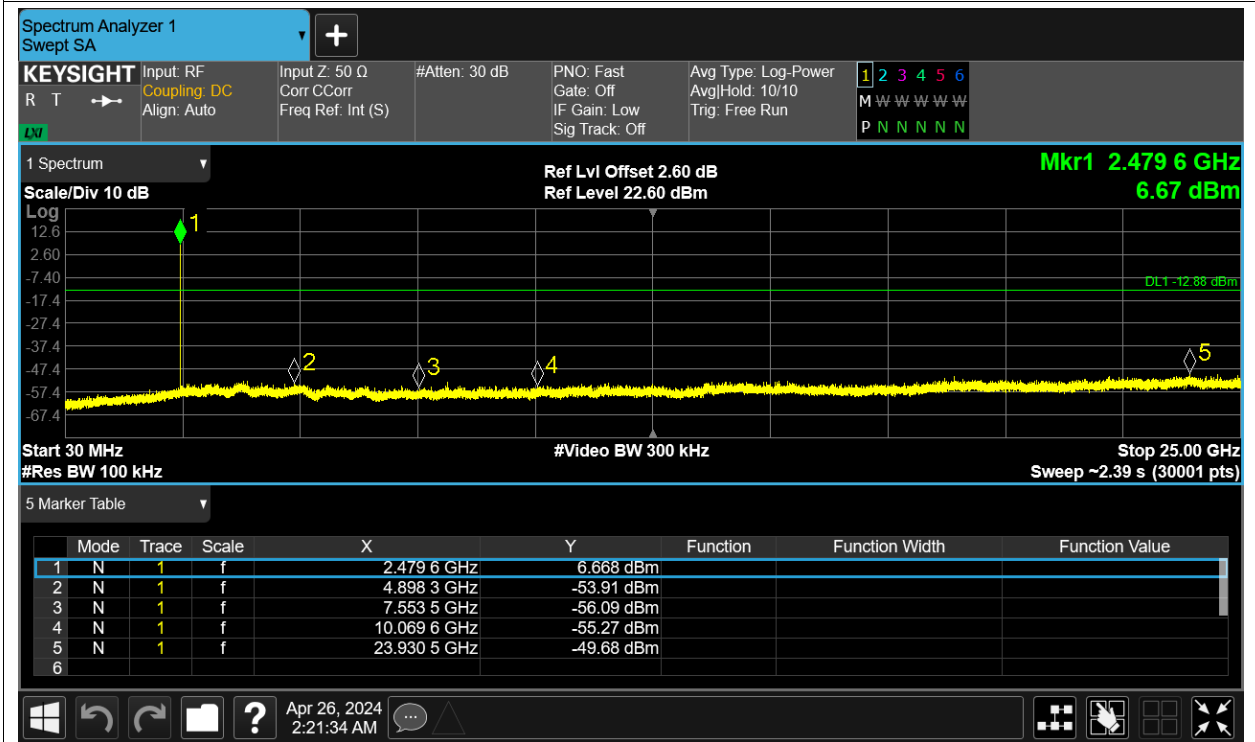 Spectrum Analyzer 1
Swept SA
+
KEYSIGHT Input: RF Input Z: 50 Ω #Atten: 30 dB PNO: Fast Avg Type: Log-Power 1 2 3 4 5 6
R T Coupling: DC Corr CCorr Gate: Off Avg|Hold: 10/10 M W W W W W
Align: Auto Freq Ref: Int (S) IF Gain: Low Trig: Free Run
LXI Sig Track: Off P N N N N N
1 Spectrum Ref Lvl Offset 2.60 dB Mkr1 2.479 6 GHz
Scale/Div 10 dB Ref Level 22.60 dBm 6.67 dBm
Log
1
12.6
2.60
-7.40
DL1 -12.88 dBm
-17.4
-27.4
-37.4
2 3 4 5
-47.4
-57.4
-67.4
Start 30 MHz #Video BW 300 kHz Stop 25.00 GHz
#Res BW 100 kHz Sweep ~2.39 s (30001 pts)
5 Marker Table
Mode Trace Scale X Y Function Function Width Function Value
1 N 1 f 2.479 6 GHz 6.668 dBm
2 N 1 f 4.898 3 GHz -53.91 dBm
3 N 1 f 7.553 5 GHz -56.09 dBm
4 N 1 f 10.069 6 GHz -55.27 dBm
5 N 1 f 23.930 5 GHz -49.68 dBm
6
? Apr 26, 2024
2:21:34 AM